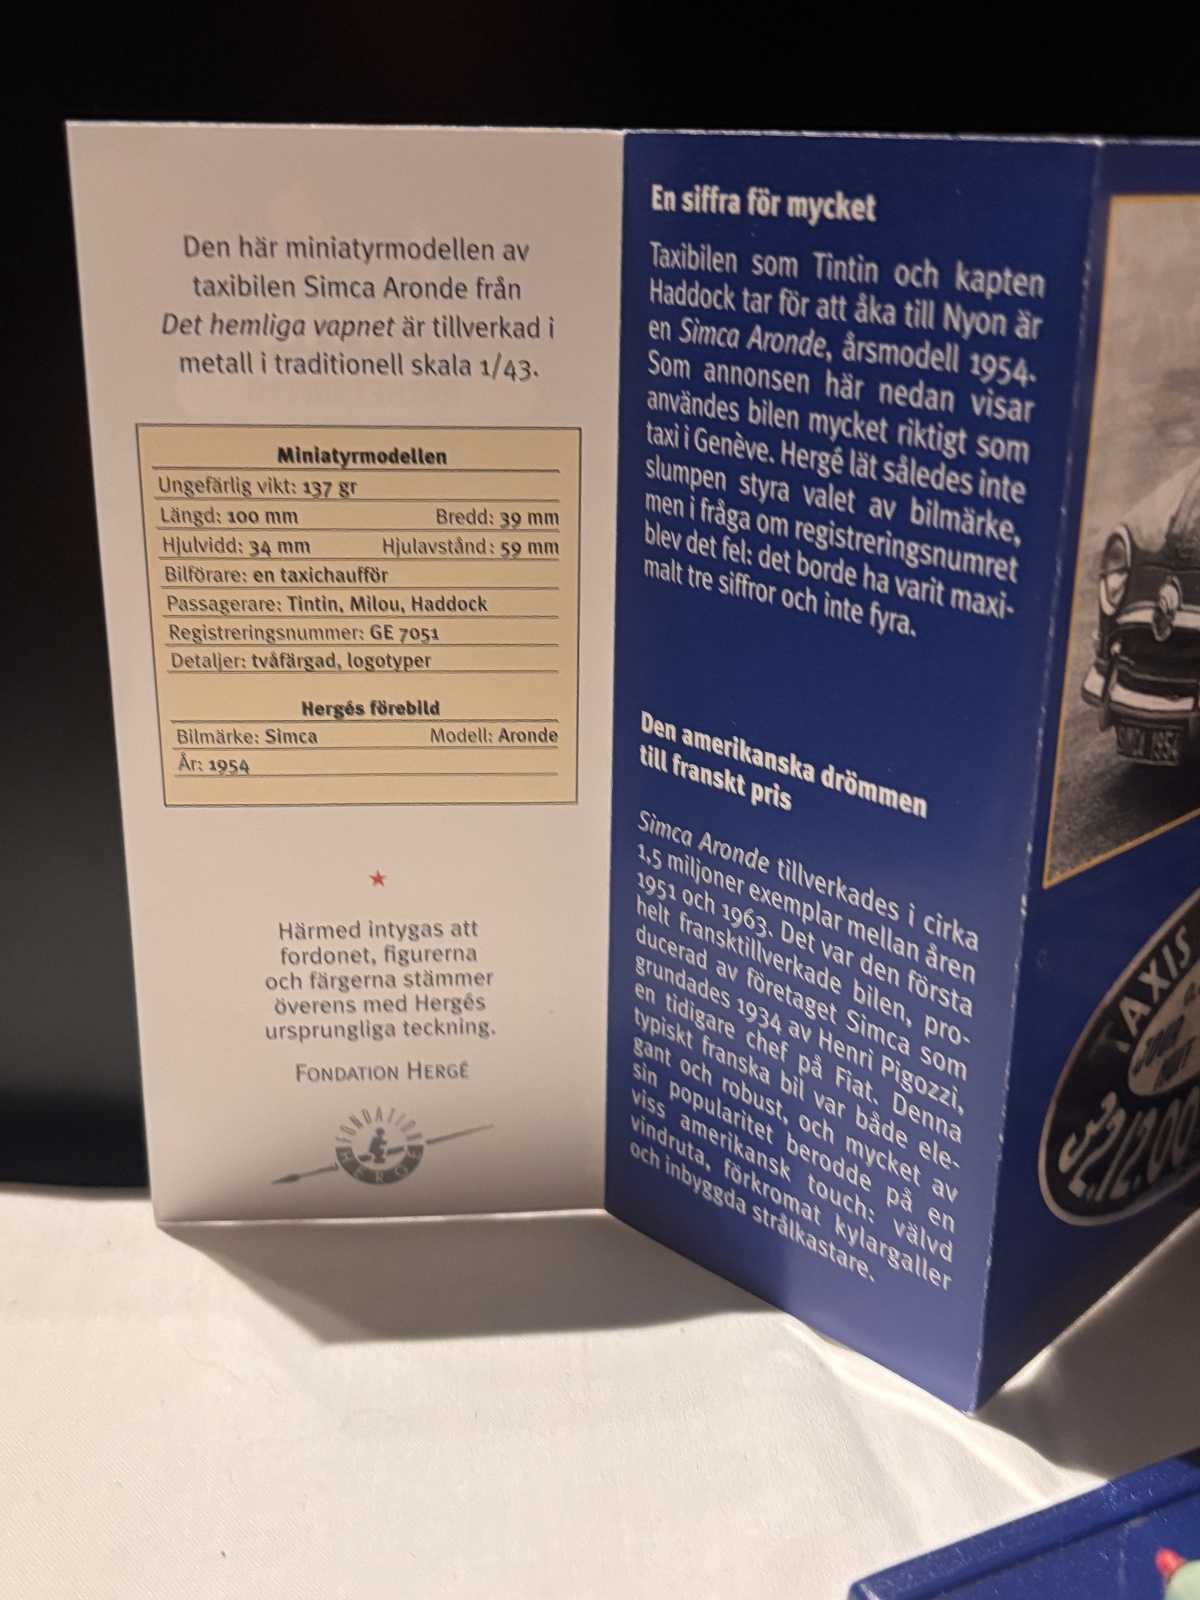 Den här miniatyrmodellen av
taxibilen Simca Aronde från
Det hemliga vapnet är tillverkad i
metall i traditionell skala 1/43.
Miniatyrmodellen
Ungefärlig vikt: 137 gr
Längd: 100 mm Bredd: 39 mm
Hjulvidd: 34 mm Hjulavstånd: 59 mm
Bilförare: en taxichaufför
Passagerare: Tintin, Milou, Haddock
Registreringsnummer: GE 7051
Detaljer: tvåfärgad, logotyper
Hergés förebild
Bilmärke: Simca Modell: Aronde
År: 1954
Härmed intygas att
fordonet, figurerna
och färgerna stämmer
överens med Hergés
ursprungliga teckning.
FONDATION HERGÉ
FONDATION
HERGÉ
En siffra för mycket
Taxibilen som Tintin och kapten
Haddock tar för att åka till Nyon är
en Simca Aronde, årsmodell 1954.
Som annonsen här nedan visar
användes bilen mycket riktigt som
taxi i Genève. Hergé lät således inte
slumpen styra valet av bilmärke,
men i fråga om registreringsnumret
blev det fel: det borde ha varit maxi-
malt tre siffror och inte fyra.
Den amerikanska drömmen
till franskt pris
Simca Aronde tillverkades i cirka
1,5 miljoner exemplar mellan åren
1951 och 1963. Det var den första
helt fransktillverkade bilen, pro-
ducerad av företaget Simca som
grundades 1934 av Henri Pigozzi,
en tidigare chef på Fiat. Denna
typiskt franska bil var både ele-
gant och robust, och mycket av
sin popularitet berodde på en
viss amerikansk touch: välvd
vindruta, förkromat kylargaller
och inbyggda strålkastare.
SIMCA 1954
TAXIS
JOUR
NUIT